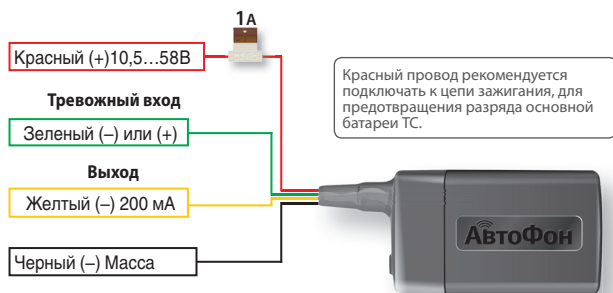 1А
Красный (+)10,5...58В
Тревожный вход
Зеленый (–) или (+)
Выход
Желтый (–) 200 мА
Черный (–) Масса
Красный провод рекомендуется
подключать к цепи зажигания, для
предотвращения разряда основной
батареи ТС.
АвтоФон